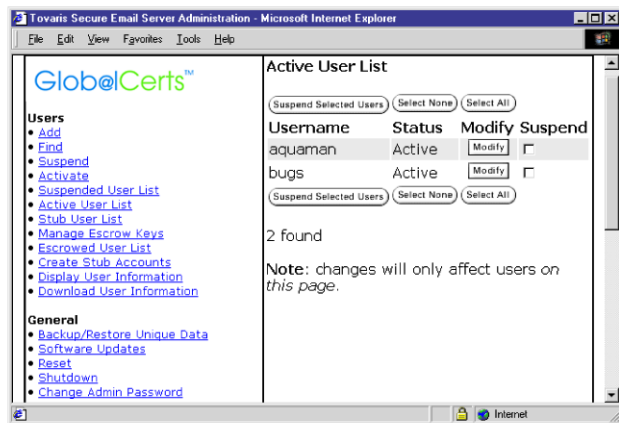 Tovaris Secure Email Server Administration - Microsoft Internet Explorer
File Edit View Favorites Tools Help
Glob@lCerts™
Users
• Add
• Find
• Suspend
• Activate
• Suspended User List
• Active User List
• Stub User List
• Manage Escrow Keys
• Escrowed User List
• Create Stub Accounts
• Display User Information
• Download User Information
General
• Backup/Restore Unique Data
• Software Updates
• Reset
• Shutdown
• Change Admin Password
Active User List
Suspend Selected Users Select None Select All
Username Status Modify Suspend
aquaman Active Modify
bugs Active Modify
Suspend Selected Users Select None Select All
2 found
Note: changes will only affect users on
this page.
Internet